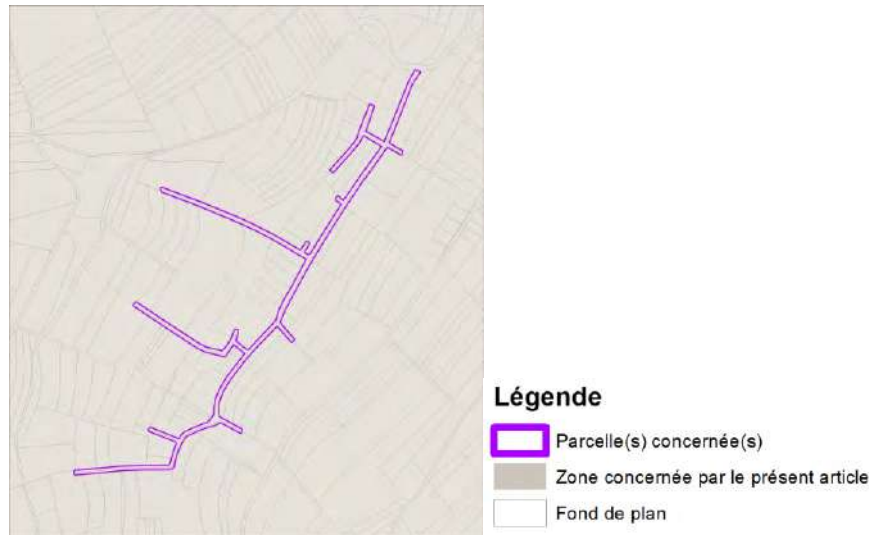 Légende
Parcelle(s) concernée(s)
Zone concernée par le présent article
Fond de plan